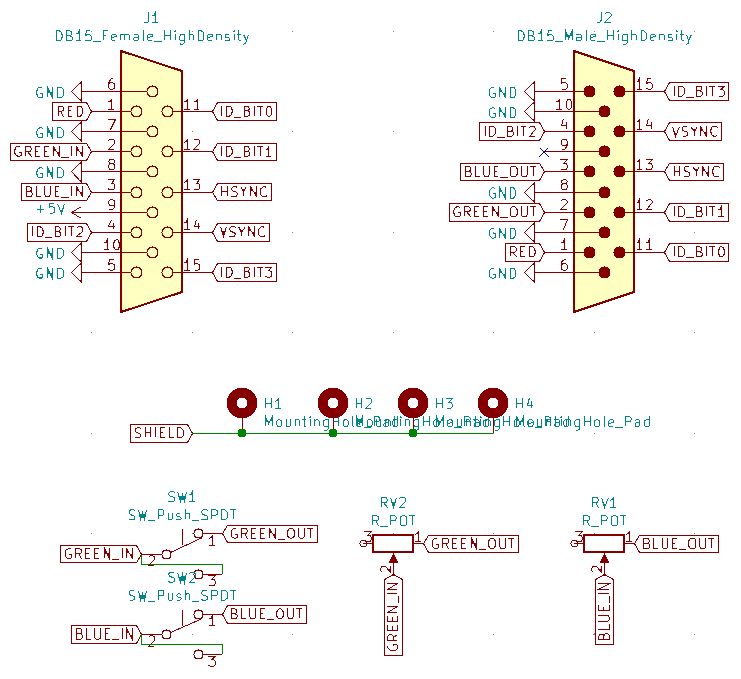 J1
DB15_Female_HighDensity
GND 6
RED 1 11 ID_BIT0
GND 7
GREEN_IN 2 12 ID_BIT1
GND 8
BLUE_IN 3 13 HSYNC
+5V 9
ID_BIT2 4 14 VSYNC
GND 10
GND 5 15 ID_BIT3
J2
DB15_Male_HighDensity
GND 5 15 ID_BIT3
GND 10
ID_BIT2 4 14 VSYNC
9
BLUE_OUT 3 13 HSYNC
GND 8
GREEN_OUT 2 12 ID_BIT1
GND 7
RED 1 11 ID_BIT0
GND 6
H1 H2 H3 H4
MountingHole_Pad MountingHole_Pad MountingHole_Pad MountingHole_Pad
SHIELD
SW1
SW_Push_SPDT
1 GREEN_OUT
GREEN_IN 2
3
SW2
SW_Push_SPDT
1 BLUE_OUT
BLUE_IN 2
3
RV2
R_POT
3 1 GREEN_OUT
2
GREEN_IN
RV1
R_POT
3 1 BLUE_OUT
2
BLUE_IN